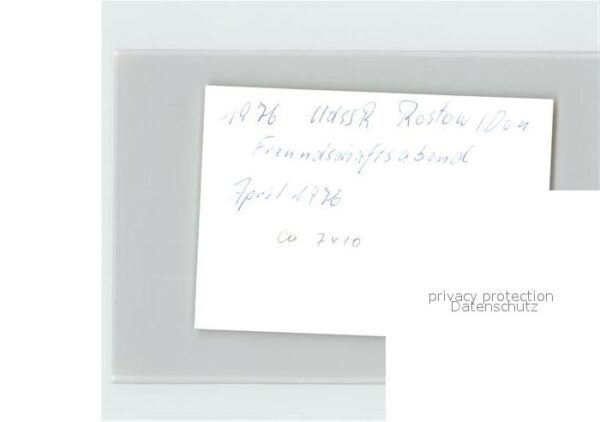 1976 UdSSR Rostow/Don
Freundschaftsabend
April 1976
ca 7x10
privacy protection
Datenschutz